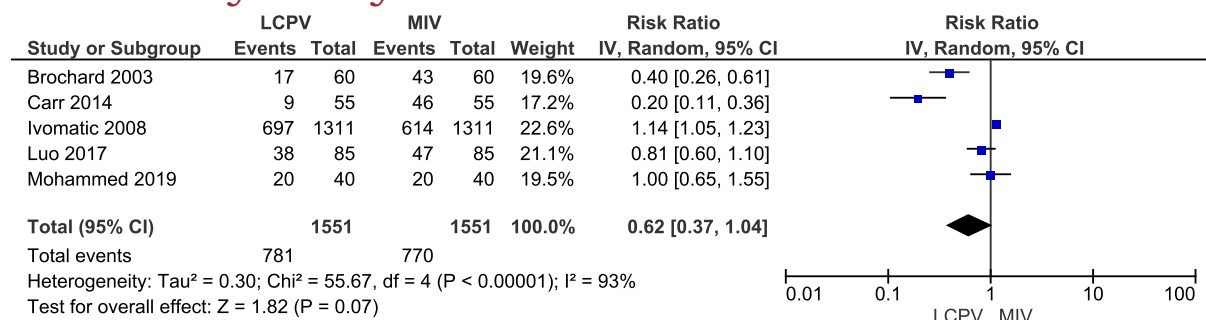 LCPV MIV Risk Ratio Risk Ratio
Study or Subgroup Events Total Events Total Weight IV, Random, 95% CI IV, Random, 95% CI
Brochard 2003 17 60 43 60 19.6% 0.40 [0.26, 0.61]
Carr 2014 9 55 46 55 17.2% 0.20 [0.11, 0.36]
Ivomatic 2008 697 1311 614 1311 22.6% 1.14 [1.05, 1.23]
Luo 2017 38 85 47 85 21.1% 0.81 [0.60, 1.10]
Mohammed 2019 20 40 20 40 19.5% 1.00 [0.65, 1.55]
Total (95% CI) 1551 1551 100.0% 0.62 [0.37, 1.04]
Total events 781 770
Heterogeneity: Tau² = 0.30; Chi² = 55.67, df = 4 (P < 0.00001); I² = 93%
Test for overall effect: Z = 1.82 (P = 0.07)
0.01 0.1 1 10 100
LCPV MIV